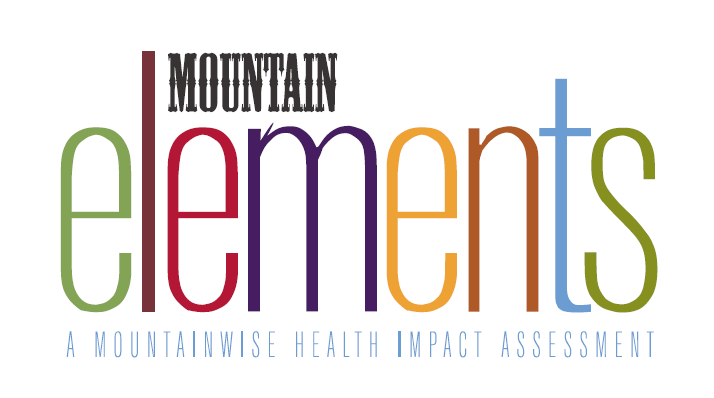 MOUNTAIN
elements
A MOUNTAINWISE HEALTH IMPACT ASSESSMENT